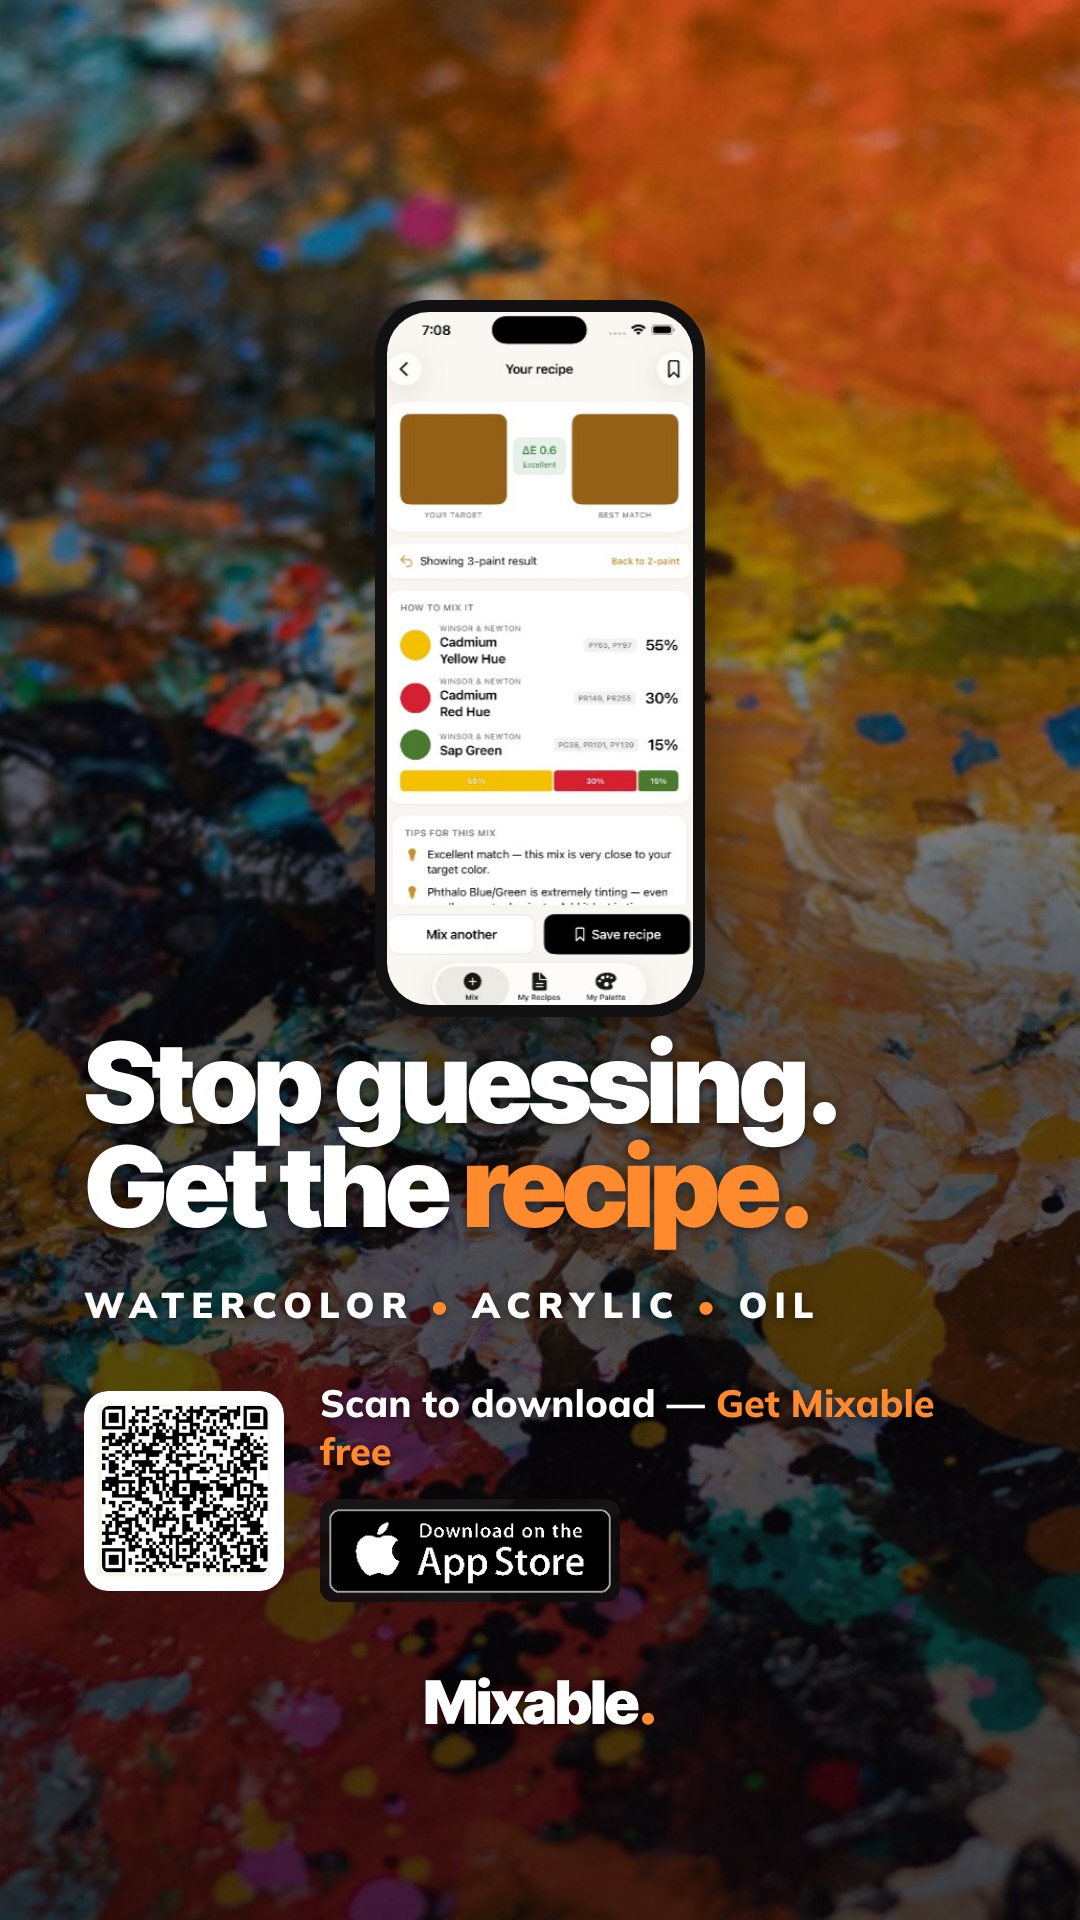 7:08
Your recipe
ΔE 0.6
Excellent
YOUR TARGET
BEST MATCH
Showing 3-paint result
Back to 2-paint
HOW TO MIX IT
WINSOR & NEWTON
Cadmium
Yellow Hue
PY65, PY97
55%
WINSOR & NEWTON
Cadmium
Red Hue
PR149, PR255
30%
WINSOR & NEWTON
Sap Green
PG36, PR101, PY139
15%
55%
30%
15%
TIPS FOR THIS MIX
Excellent match — this mix is very close to your
target color.
Phthalo Blue/Green is extremely tinting — even
Mix another
Save recipe
Mix
My Recipes
My Palette
Stop guessing.
Get the recipe.
WATERCOLOR • ACRYLIC • OIL
Scan to download — Get Mixable
free
Download on the
App Store
Mixable.